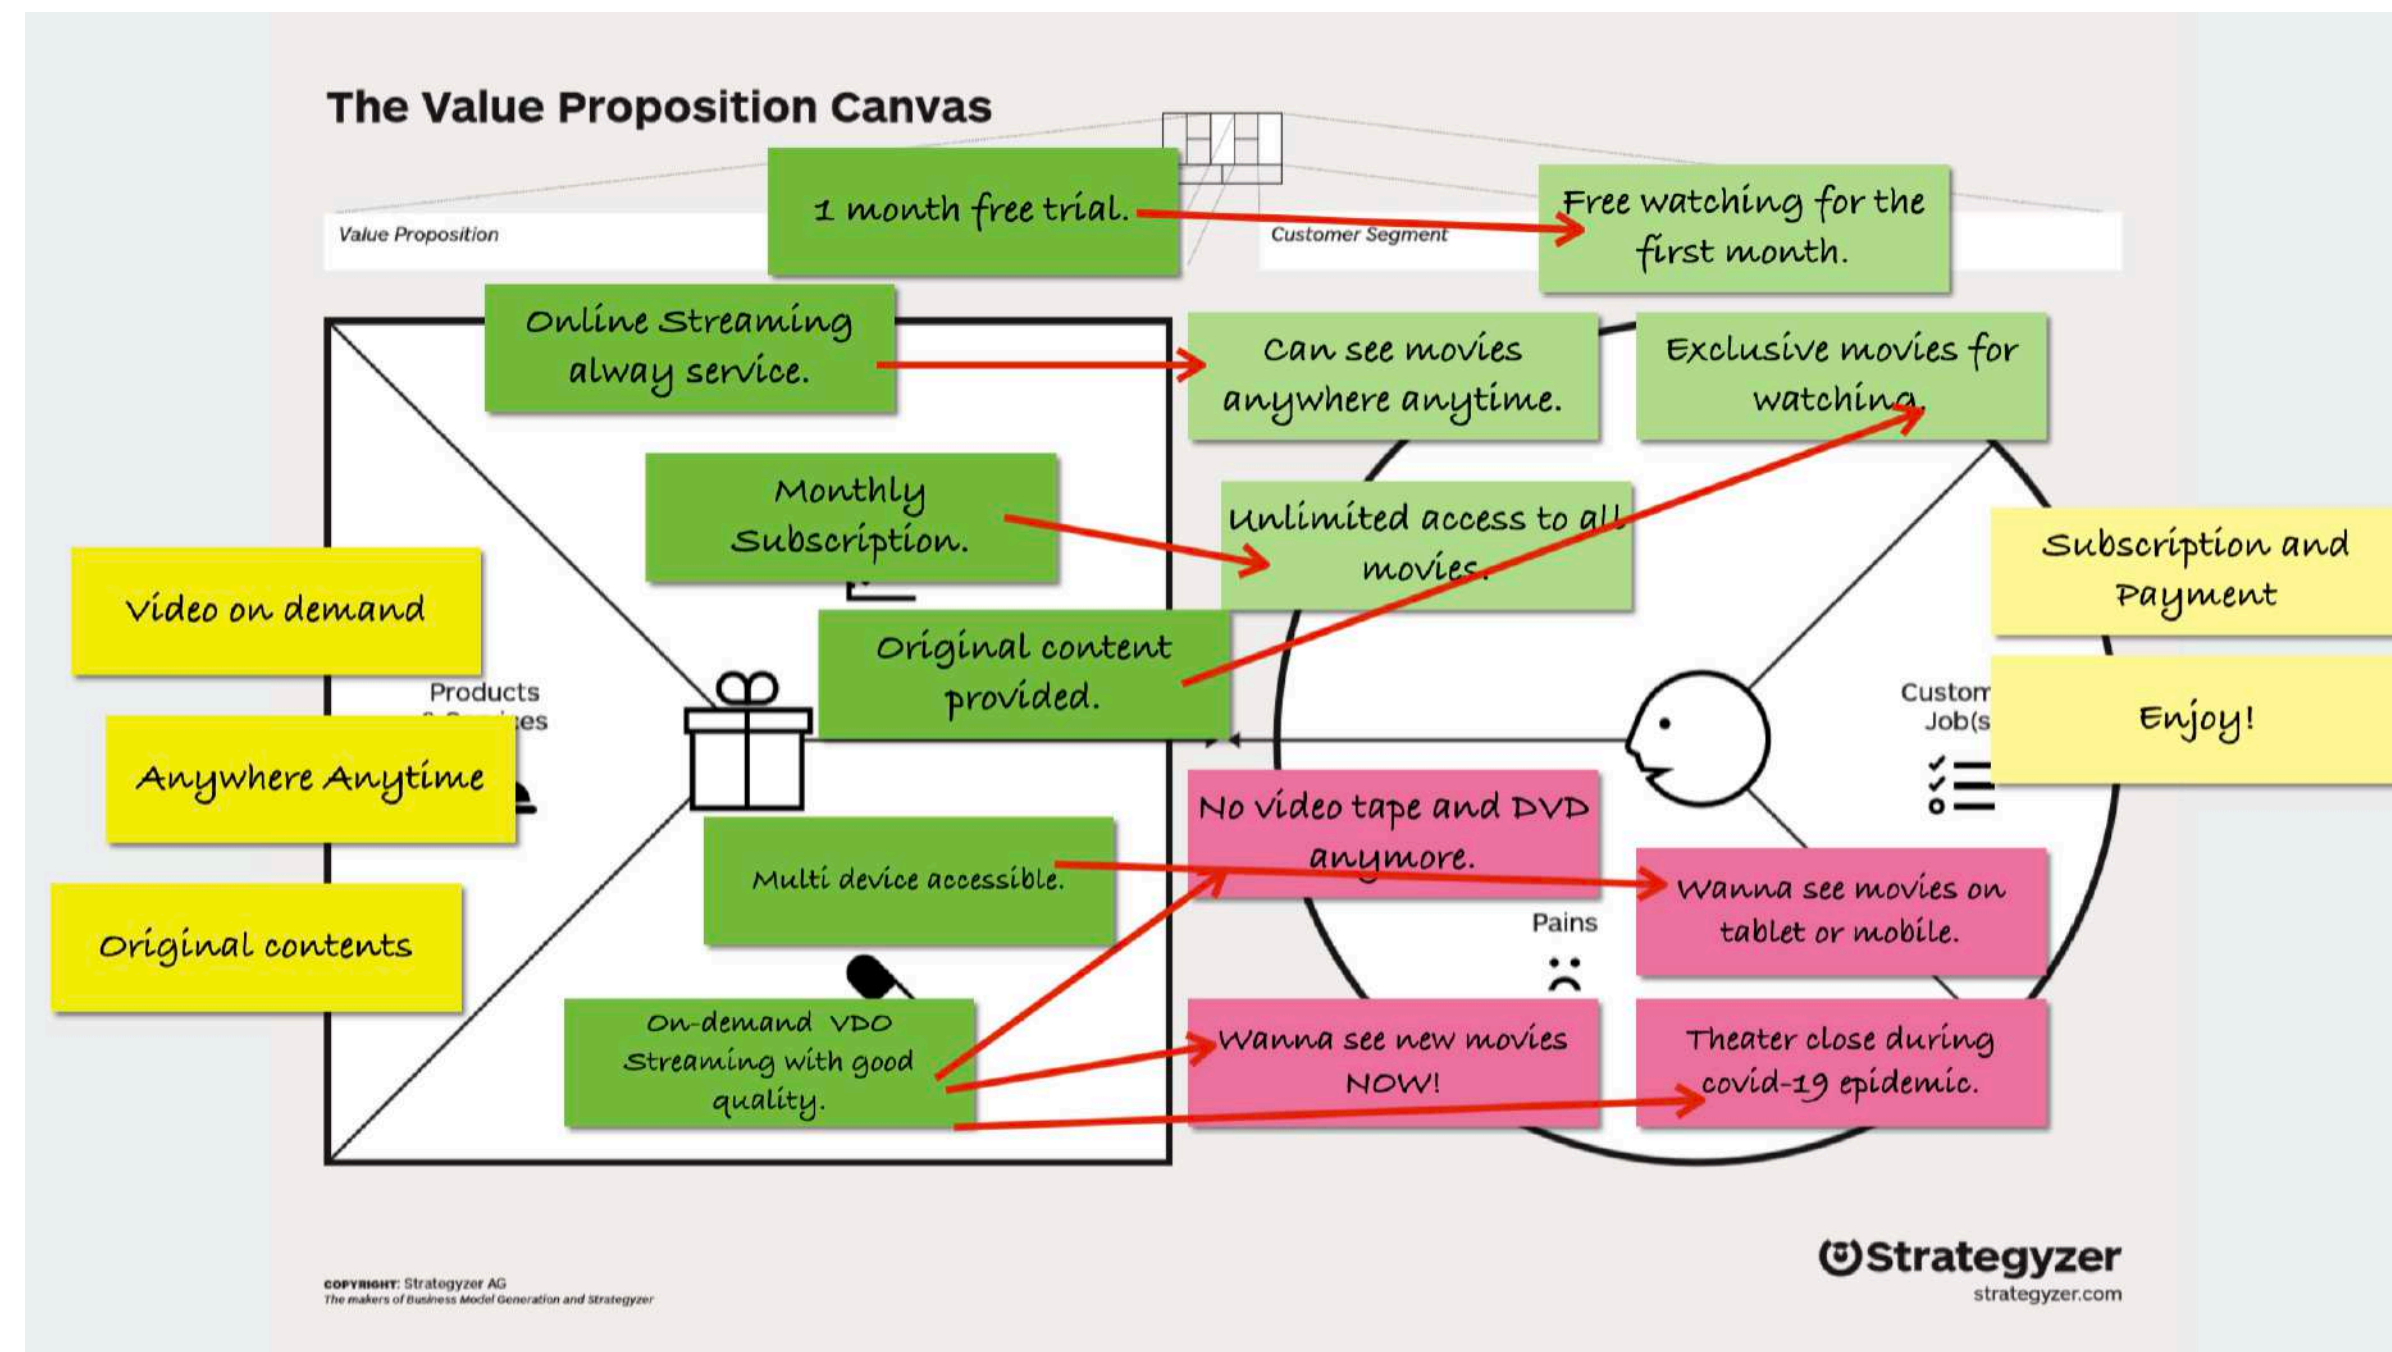 The Value Proposition Canvas
1 month free trial.
Free watching for the
first month.
Value Proposition
Customer Segment
Online Streaming
alway service.
Can see movies
anywhere anytime.
Exclusive movies for
watching.
Monthly
Subscription.
Unlimited access to all
movies.
Subscription and
Payment
Video on demand
Original content
provided.
Products
Enjoy!
Anywhere Anytime
No video tape and DVD
anymore.
Multi device accessible.
Wanna see movies on
tablet or mobile.
Pains
Original contents
On-demand VDO
Streaming with good
quality.
Wanna see new movies
NOW!
Theater close during
covid-19 epidemic.
Strategyzer
strategyzer.com
COPYRIGHT: Strategyzer AG
The makers of Business Model Generation and Strategyzer